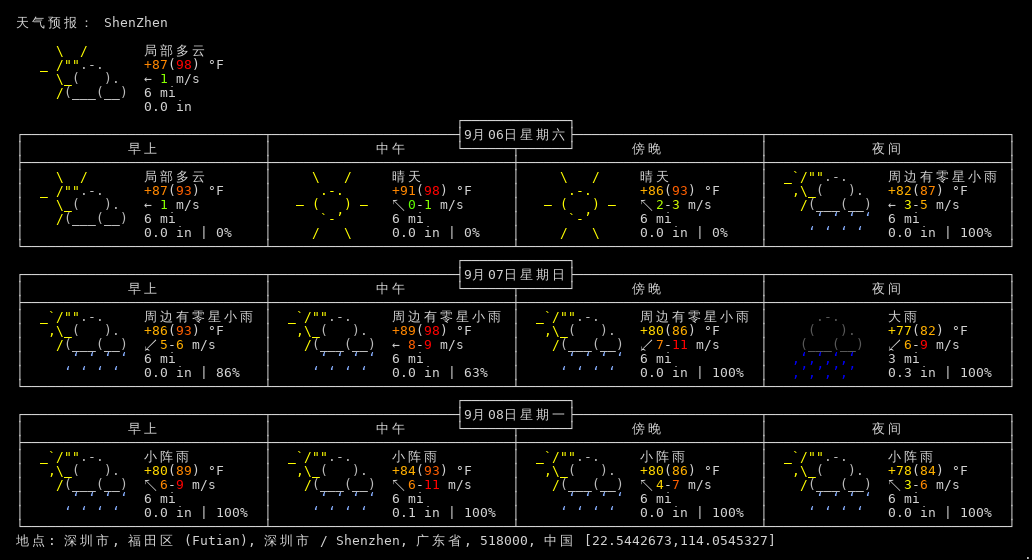 天气预报： ShenZhen
局部多云
+87(98) °F
← 1 m/s
6 mi
0.0 in
9月06日星期六
早上 中午 傍晚 夜间
局部多云 晴天 晴天 周边有零星小雨
+87(93) °F +91(98) °F +86(93) °F +82(87) °F
← 1 m/s ↖ 0-1 m/s ↖ 2-3 m/s ← 3-5 m/s
6 mi 6 mi 6 mi 6 mi
0.0 in | 0% 0.0 in | 0% 0.0 in | 0% 0.0 in | 100%
9月07日星期日
早上 中午 傍晚 夜间
周边有零星小雨 周边有零星小雨 周边有零星小雨 大雨
+86(93) °F +89(98) °F +80(86) °F +77(82) °F
↙ 5-6 m/s ← 8-9 m/s ↙ 7-11 m/s ↙ 6-9 m/s
6 mi 6 mi 6 mi 3 mi
0.0 in | 86% 0.0 in | 63% 0.0 in | 100% 0.3 in | 100%
9月08日星期一
早上 中午 傍晚 夜间
小阵雨 小阵雨 小阵雨 小阵雨
+80(89) °F +84(93) °F +80(86) °F +78(84) °F
↖ 6-9 m/s ↖ 6-11 m/s ↖ 4-7 m/s ↖ 3-6 m/s
6 mi 6 mi 6 mi 6 mi
0.0 in | 100% 0.1 in | 100% 0.0 in | 100% 0.0 in | 100%
地点: 深圳市, 福田区 (Futian), 深圳市 / Shenzhen, 广东省, 518000, 中国 [22.5442673,114.0545327]